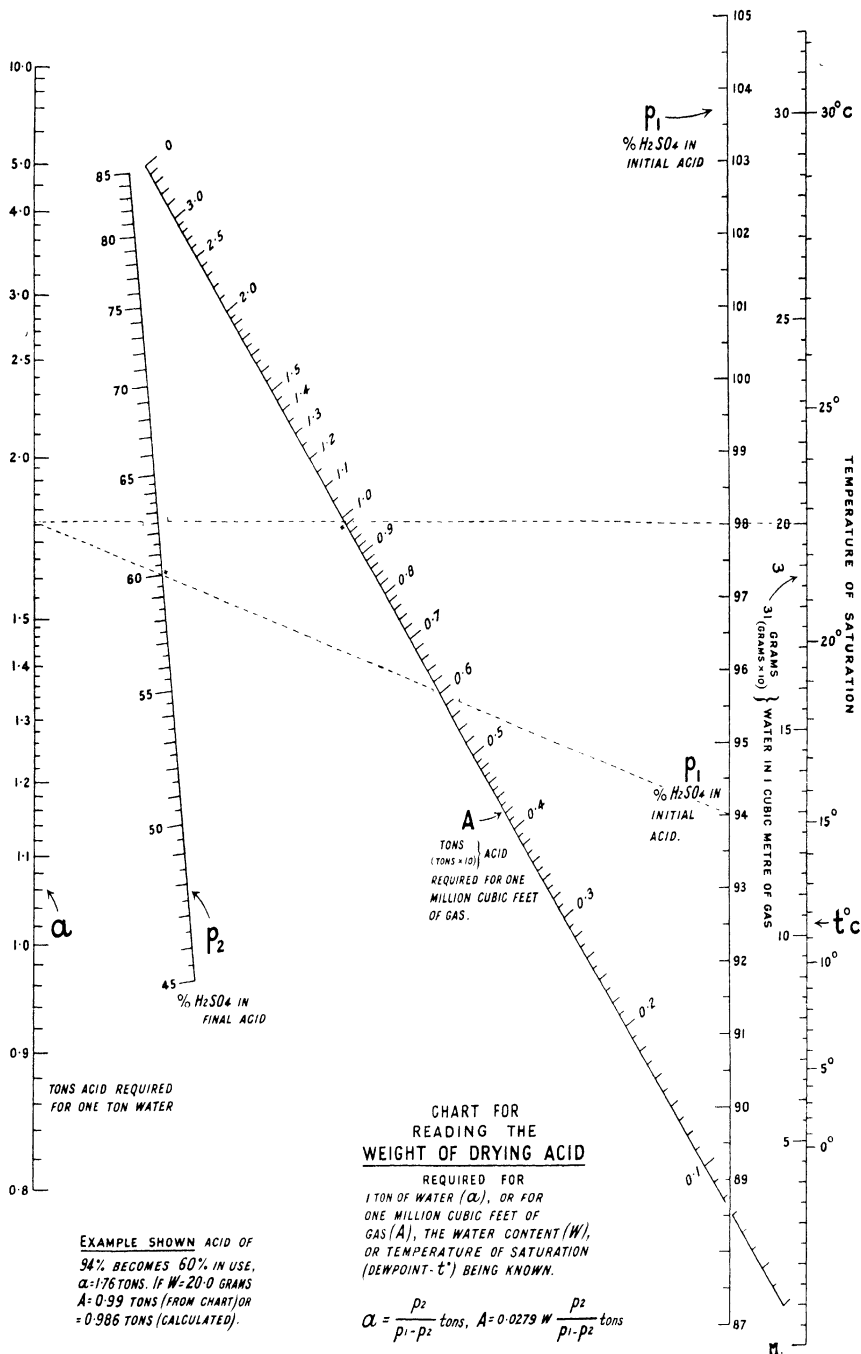 105
10·0
104
p1
% H2SO4 IN
INITIAL ACID
30
30°C
103
0
5·0
85
4·0
3·0
80
102
2·5
3·0
2·0
75
101
25
2·5
70
100
1·5
1·4
25°
1·3
99
2·0
1·2
65
1·1
1·0
98
20
0·9
60
0·8
97
1·5
0·7
20°
1·4
96
0·6
55
1·3
15
95
0·5
p1
% H2SO4 IN
INITIAL
ACID.
94
1·2
50
0·4
15°
A
TONS
(TONS × 10) } ACID
REQUIRED FOR ONE
MILLION CUBIC FEET
OF GAS.
GRAMS
(GRAMS × 10) } WATER IN 1 CUBIC METRE OF GAS
TEMPERATURE OF SATURATION
1·1
93
a
p2
0·3
t°C
1·0
10
10°
92
45
% H2SO4 IN
FINAL ACID
0·2
91
0·9
5°
TONS ACID REQUIRED
FOR ONE TON WATER
90
5
0°
0·1
89
0·8
87
CHART FOR
READING THE
WEIGHT OF DRYING ACID
REQUIRED FOR
1 TON OF WATER (a), OR FOR
ONE MILLION CUBIC FEET OF
GAS (A), THE WATER CONTENT (W),
OR TEMPERATURE OF SATURATION
(DEWPOINT - t°) BEING KNOWN.
a = p2 / p1-p2 tons, A = 0·0279 W p2 / p1-p2 tons
EXAMPLE SHOWN ACID OF
94% BECOMES 60% IN USE,
a=1·76 TONS. IF W=20·0 GRAMS
A=0·99 TONS (FROM CHART) OR
=0·986 TONS (CALCULATED).
M.